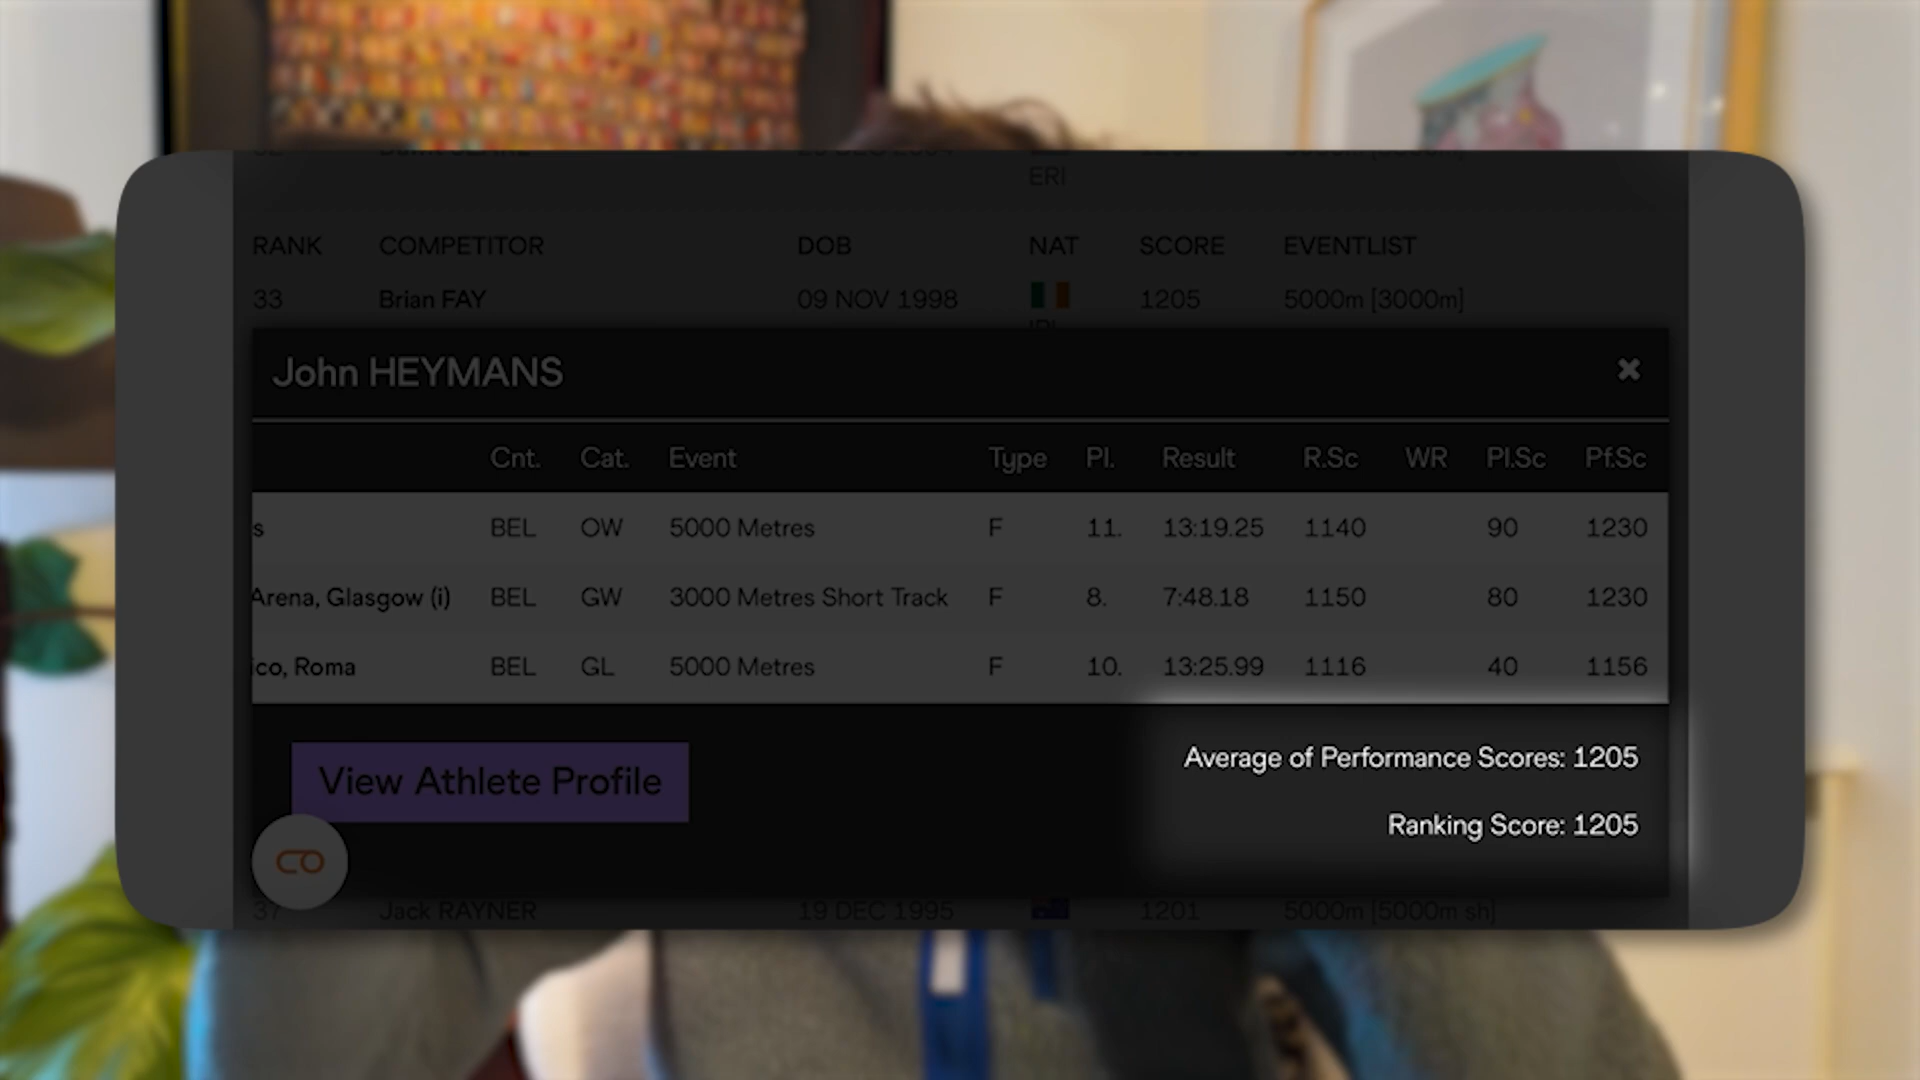 ERI
RANK COMPETITOR DOB NAT SCORE EVENTLIST
33 Brian FAY 09 NOV 1998 1205 5000m [3000m]
John HEYMANS
Cnt. Cat. Event Type Pl. Result R.Sc WR Pl.Sc Pf.Sc
s BEL OW 5000 Metres F 11. 13:19.25 1140 90 1230
Arena, Glasgow (i) BEL GW 3000 Metres Short Track F 8. 7:48.18 1150 80 1230
ico, Roma BEL GL 5000 Metres F 10. 13:25.99 1116 40 1156
Average of Performance Scores: 1205
View Athlete Profile
Ranking Score: 1205
37 Jack RAYNER 19 DEC 1995 1201 5000m [5000m sh]